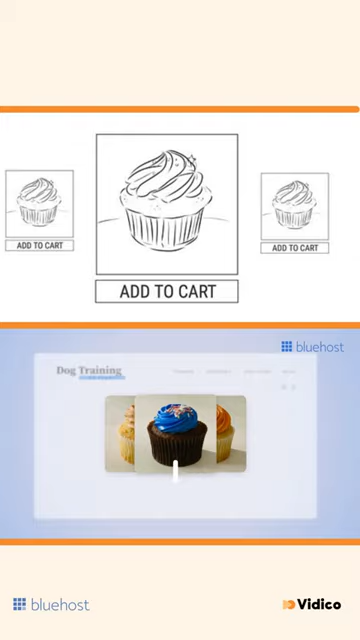 ADD TO CART
ADD TO CART
ADD TO CART
bluehost
Dog Training
bluehost
Vidico